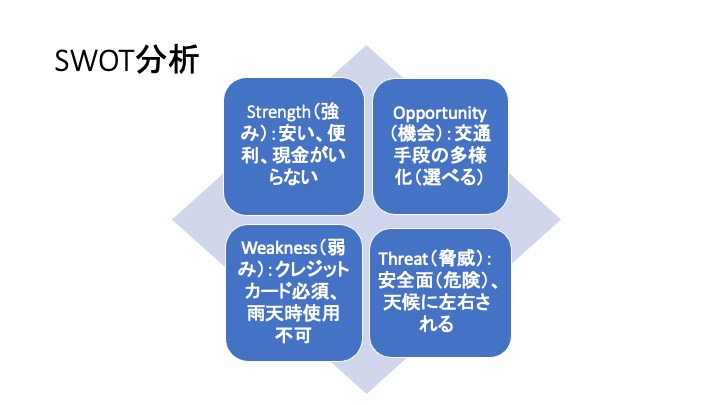 SWOT分析
Strength（強
み）：安い、便
利、現金がい
らない
Opportunity
（機会）：交通
手段の多様
化（選べる）
Weakness（弱
み）：クレジット
カード必須、
雨天時使用
不可
Threat（脅威）：
安全面（危険）、
天候に左右さ
れる